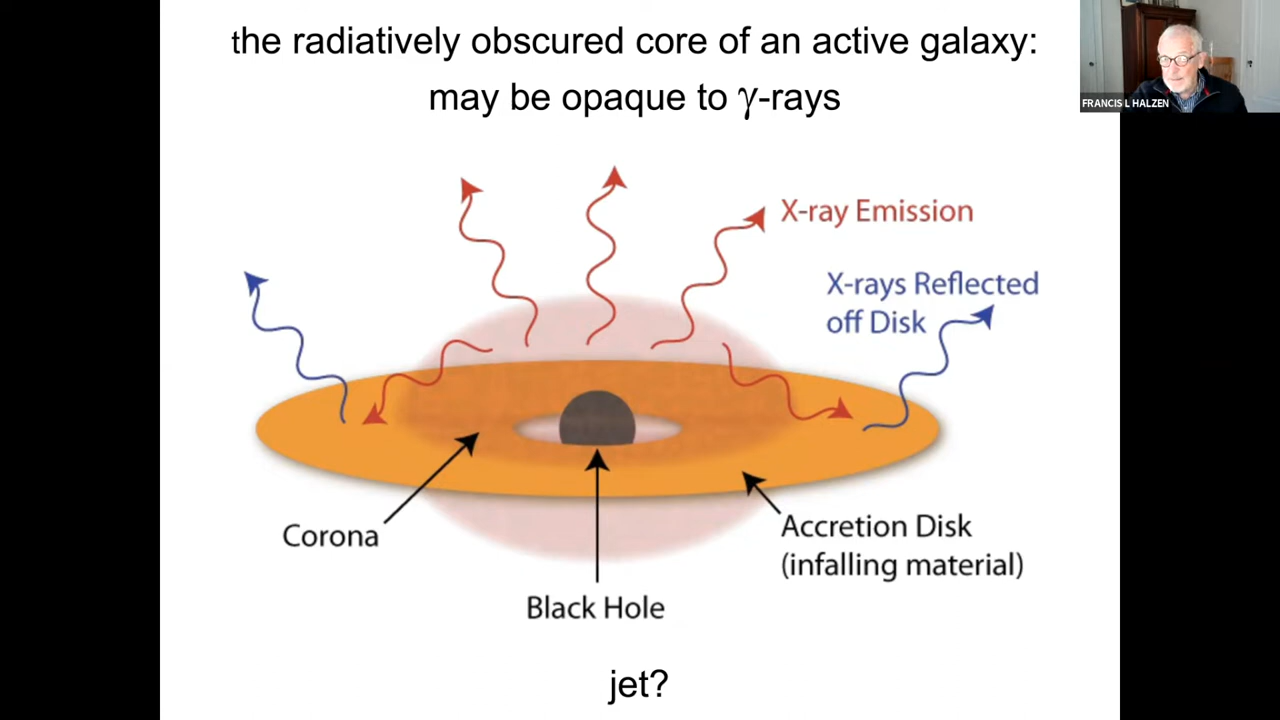 the radiatively obscured core of an active galaxy:
may be opaque to γ-rays
FRANCIS L HALZEN
X-ray Emission
X-rays Reflected
off Disk
Corona
Accretion Disk
(infalling material)
Black Hole
jet?